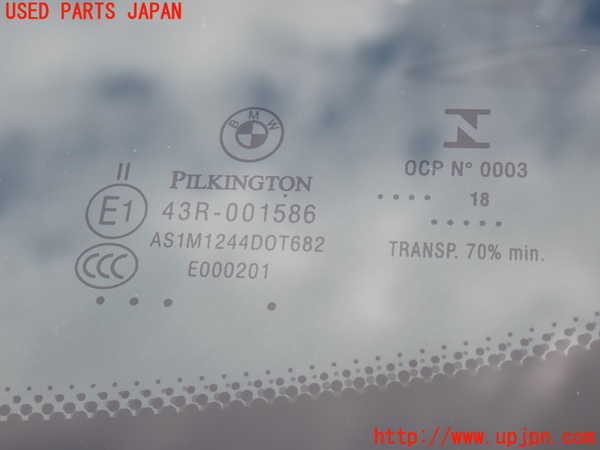 USED PARTS JAPAN
BMW
II
PILKINGTON
E1
43R-001586
AS1M1244DOT682
CCC
E000201
N
OCP N° 0003
18
TRANSP. 70% min.
http://www.upjpn.com/